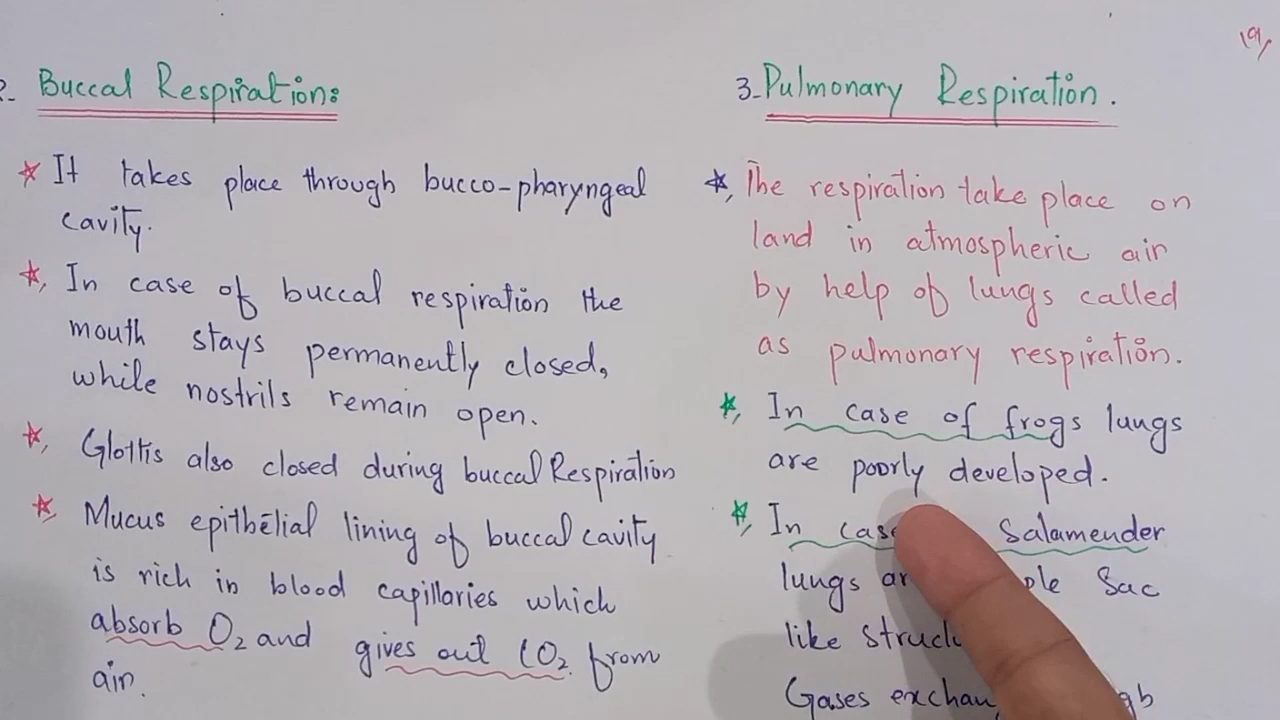 2- Buccal Respiration:
* It takes place through bucco-pharyngeal
cavity.
*, In case of buccal respiration the
mouth stays permanently closed,
while nostrils remain open.
*, Glottis also closed during buccal Respiration
* Mucus epithelial lining of buccal cavity
is rich in blood capillaries which
absorb O2 and gives out CO2 from
air.
3- Pulmonary Respiration.
*, The respiration take place on
land in atmospheric air
by help of lungs called
as pulmonary respiration.
*, In case of frogs lungs
are poorly developed.
*, In case Salamender
lungs Sac
like
Gases